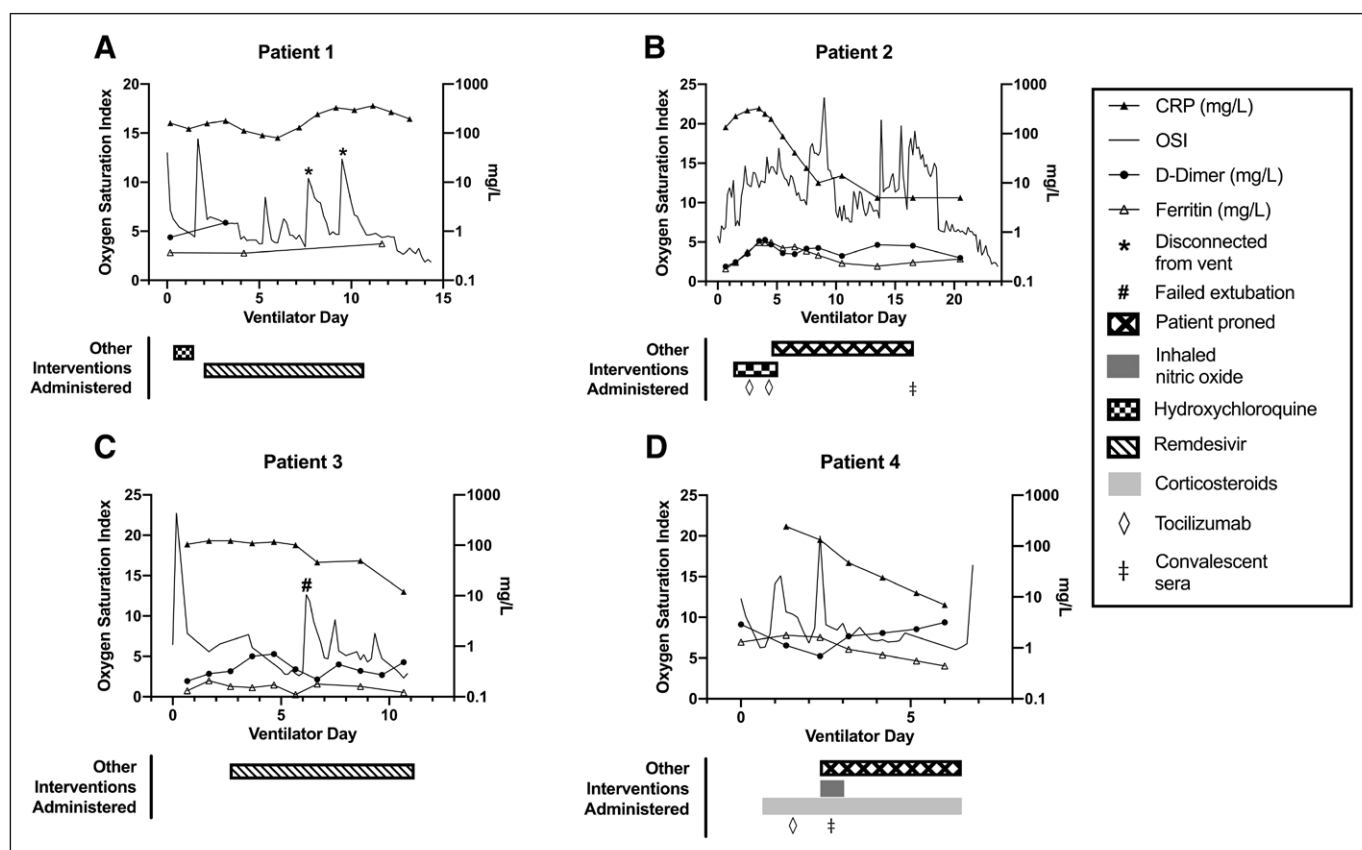 A
Patient 1
Oxygen Saturation Index
20
15
10
5
0
1000
100
10
1
0.1
mg/L
*
*
0
5
10
Ventilator Day
Other
Interventions
Administered
B
Patient 2
Oxygen Saturation Index
25
20
15
10
5
0
1000
100
10
1
0.1
mg/L
0
5
10
15
20
Ventilator Day
Other
Interventions
Administered
‡
C
Patient 3
Oxygen Saturation Index
25
20
15
10
5
0
1000
100
10
1
0.1
mg/L
#
0
5
10
Ventilator Day
Other
Interventions
Administered
D
Patient 4
Oxygen Saturation Index
25
20
15
10
5
0
1000
100
10
1
0.1
mg/L
0
5
Ventilator Day
Other
Interventions
Administered
‡
CRP (mg/L)
OSI
D-Dimer (mg/L)
Ferritin (mg/L)
* Disconnected
from vent
# Failed extubation
Patient proned
Inhaled
nitric oxide
Hydroxychloroquine
Remdesivir
Corticosteroids
Tocilizumab
‡ Convalescent
sera